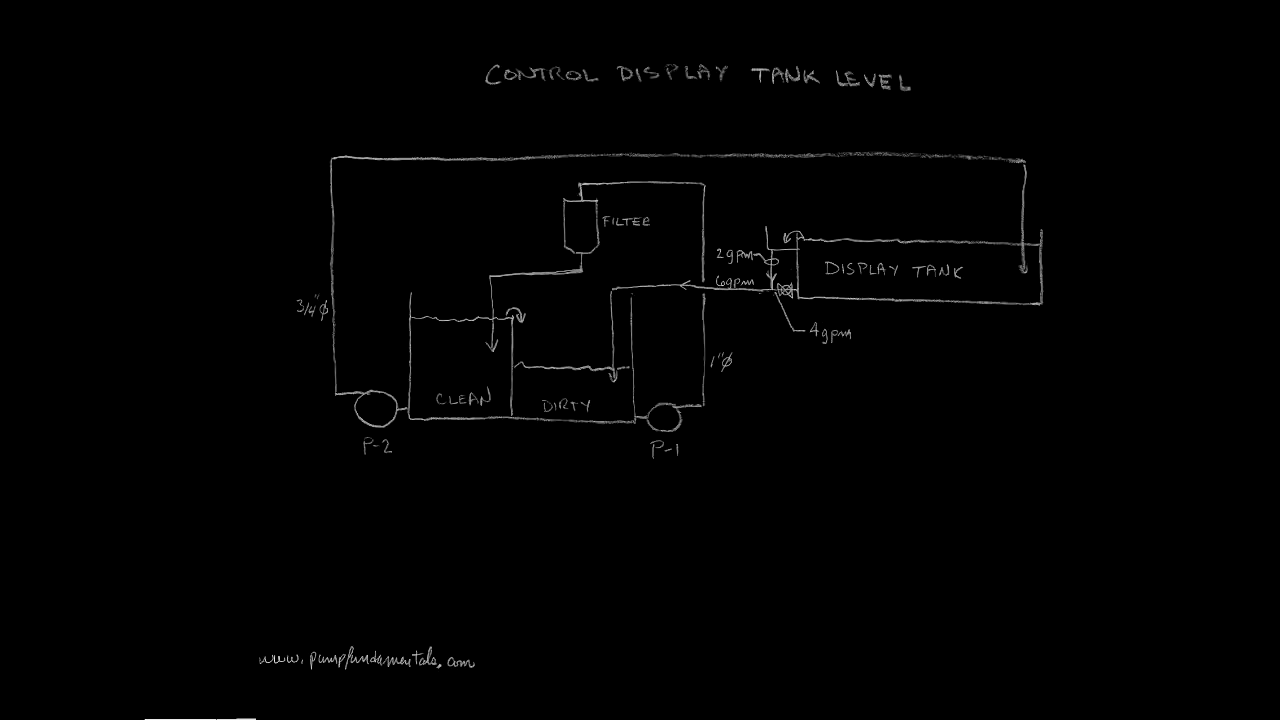 CONTROL DISPLAY TANK LEVEL
FILTER
2gpm
6gpm
DISPLAY TANK
3/4"φ
4gpm
1"φ
CLEAN
DIRTY
P-2
P-1
www.pumpfundamentals.com